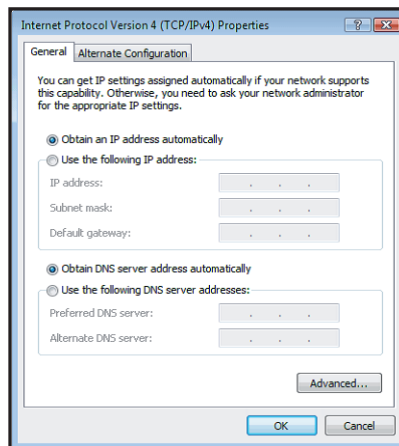 Internet Protocol Version 4 (TCP/IPv4) Properties
General
Alternate Configuration
You can get IP settings assigned automatically if your network supports
this capability. Otherwise, you need to ask your network administrator
for the appropriate IP settings.
Obtain an IP address automatically
Use the following IP address:
IP address:
Subnet mask:
Default gateway:
Obtain DNS server address automatically
Use the following DNS server addresses:
Preferred DNS server:
Alternate DNS server:
Advanced...
OK
Cancel